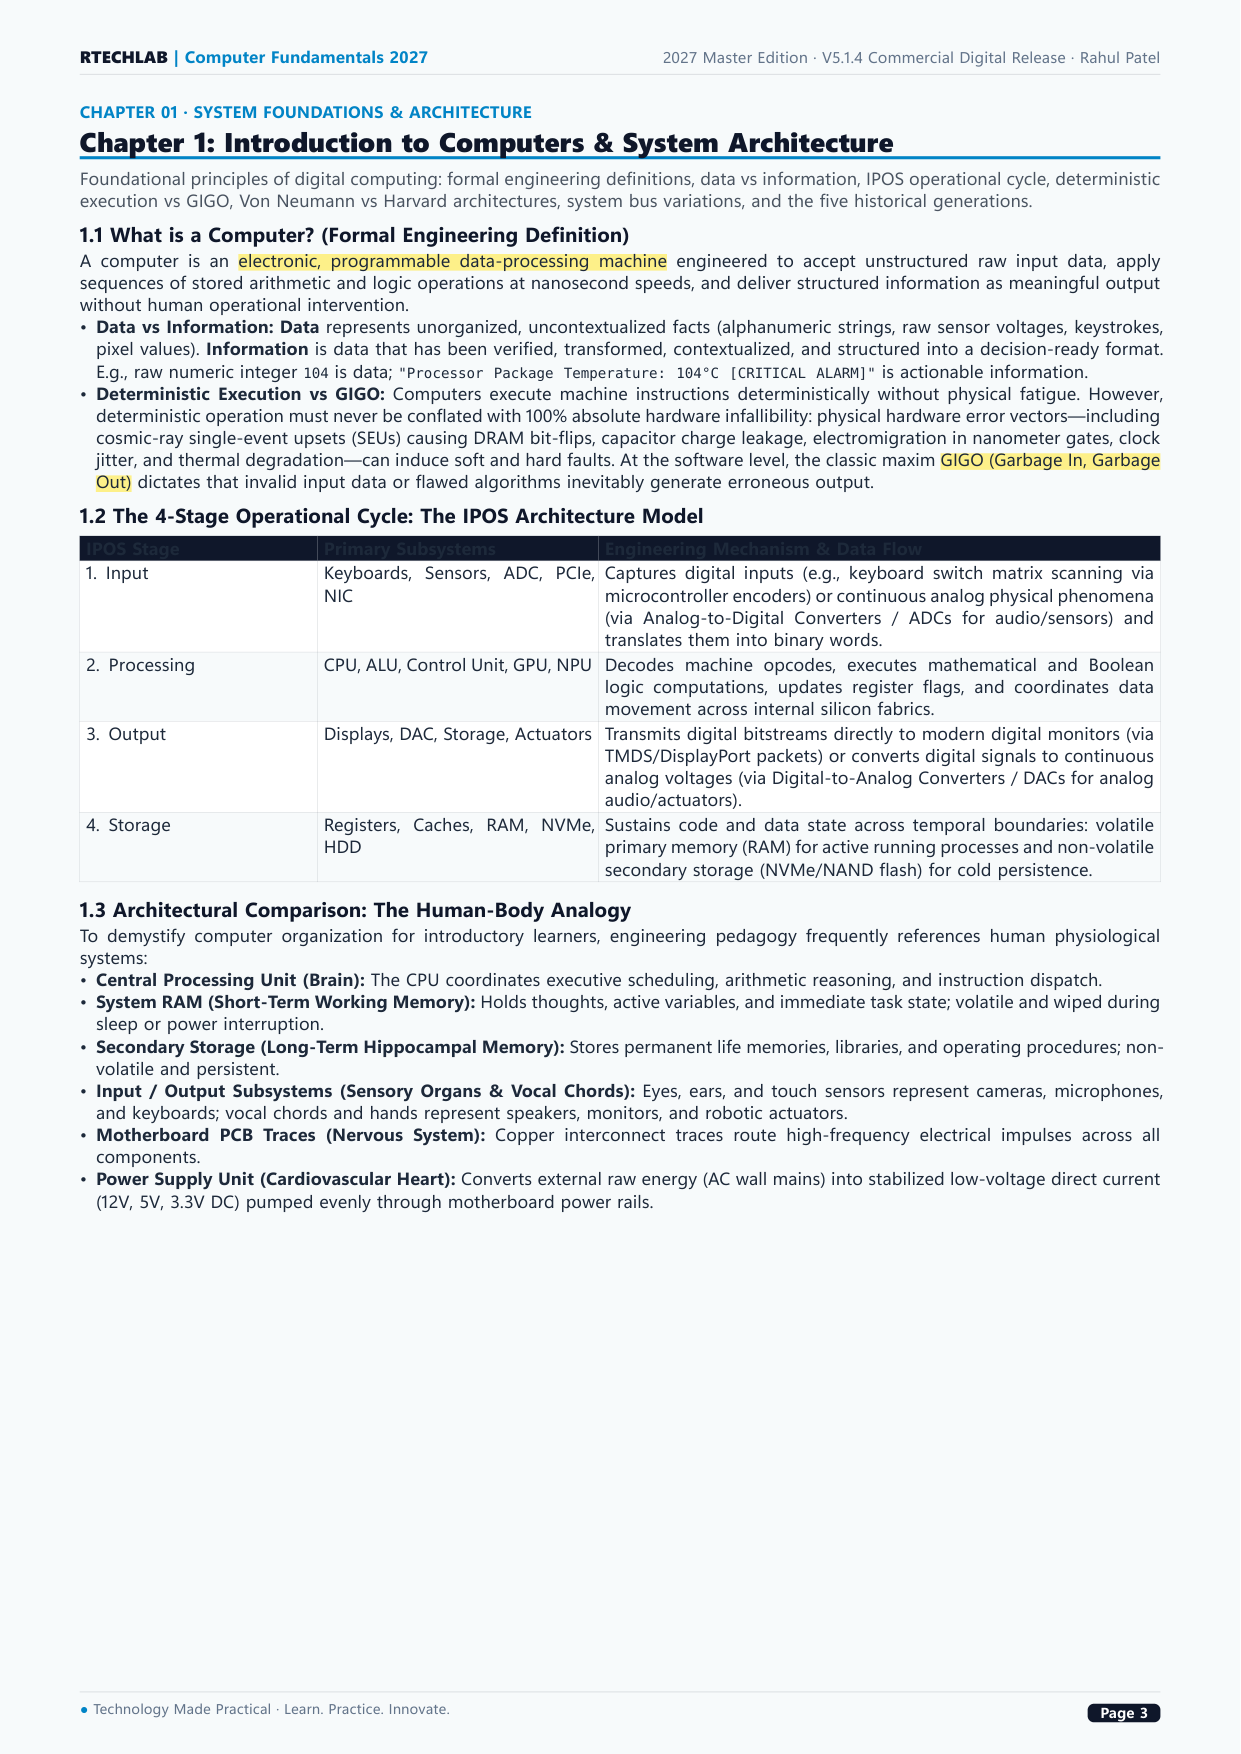 RTECHLAB | Computer Fundamentals 2027
2027 Master Edition · V5.1.4 Commercial Digital Release · Rahul Patel
CHAPTER 01 · SYSTEM FOUNDATIONS & ARCHITECTURE
Chapter 1: Introduction to Computers & System Architecture
Foundational principles of digital computing: formal engineering definitions, data vs information, IPOS operational cycle, deterministic
execution vs GIGO, Von Neumann vs Harvard architectures, system bus variations, and the five historical generations.
1.1 What is a Computer? (Formal Engineering Definition)
A computer is an electronic, programmable data-processing machine engineered to accept unstructured raw input data, apply
sequences of stored arithmetic and logic operations at nanosecond speeds, and deliver structured information as meaningful output
without human operational intervention.
• Data vs Information: Data represents unorganized, uncontextualized facts (alphanumeric strings, raw sensor voltages, keystrokes,
pixel values). Information is data that has been verified, transformed, contextualized, and structured into a decision-ready format.
E.g., raw numeric integer 104 is data; "Processor Package Temperature: 104°C [CRITICAL ALARM]" is actionable information.
• Deterministic Execution vs GIGO: Computers execute machine instructions deterministically without physical fatigue. However,
deterministic operation must never be conflated with 100% absolute hardware infallibility: physical hardware error vectors—including
cosmic-ray single-event upsets (SEUs) causing DRAM bit-flips, capacitor charge leakage, electromigration in nanometer gates, clock
jitter, and thermal degradation—can induce soft and hard faults. At the software level, the classic maxim GIGO (Garbage In, Garbage
Out) dictates that invalid input data or flawed algorithms inevitably generate erroneous output.
1.2 The 4-Stage Operational Cycle: The IPOS Architecture Model
IPOS Stage
Primary Subsystems
Engineering Mechanism & Data Flow
1. Input
Keyboards, Sensors, ADC, PCIe,
NIC
Captures digital inputs (e.g., keyboard switch matrix scanning via
microcontroller encoders) or continuous analog physical phenomena
(via Analog-to-Digital Converters / ADCs for audio/sensors) and
translates them into binary words.
2. Processing
CPU, ALU, Control Unit, GPU, NPU
Decodes machine opcodes, executes mathematical and Boolean
logic computations, updates register flags, and coordinates data
movement across internal silicon fabrics.
3. Output
Displays, DAC, Storage, Actuators
Transmits digital bitstreams directly to modern digital monitors (via
TMDS/DisplayPort packets) or converts digital signals to continuous
analog voltages (via Digital-to-Analog Converters / DACs for analog
audio/actuators).
4. Storage
Registers, Caches, RAM, NVMe,
HDD
Sustains code and data state across temporal boundaries: volatile
primary memory (RAM) for active running processes and non-volatile
secondary storage (NVMe/NAND flash) for cold persistence.
1.3 Architectural Comparison: The Human-Body Analogy
To demystify computer organization for introductory learners, engineering pedagogy frequently references human physiological
systems:
• Central Processing Unit (Brain): The CPU coordinates executive scheduling, arithmetic reasoning, and instruction dispatch.
• System RAM (Short-Term Working Memory): Holds thoughts, active variables, and immediate task state; volatile and wiped during
sleep or power interruption.
• Secondary Storage (Long-Term Hippocampal Memory): Stores permanent life memories, libraries, and operating procedures; non-
volatile and persistent.
• Input / Output Subsystems (Sensory Organs & Vocal Chords): Eyes, ears, and touch sensors represent cameras, microphones,
and keyboards; vocal chords and hands represent speakers, monitors, and robotic actuators.
• Motherboard PCB Traces (Nervous System): Copper interconnect traces route high-frequency electrical impulses across all
components.
• Power Supply Unit (Cardiovascular Heart): Converts external raw energy (AC wall mains) into stabilized low-voltage direct current
(12V, 5V, 3.3V DC) pumped evenly through motherboard power rails.
• Technology Made Practical · Learn. Practice. Innovate.
Page 3